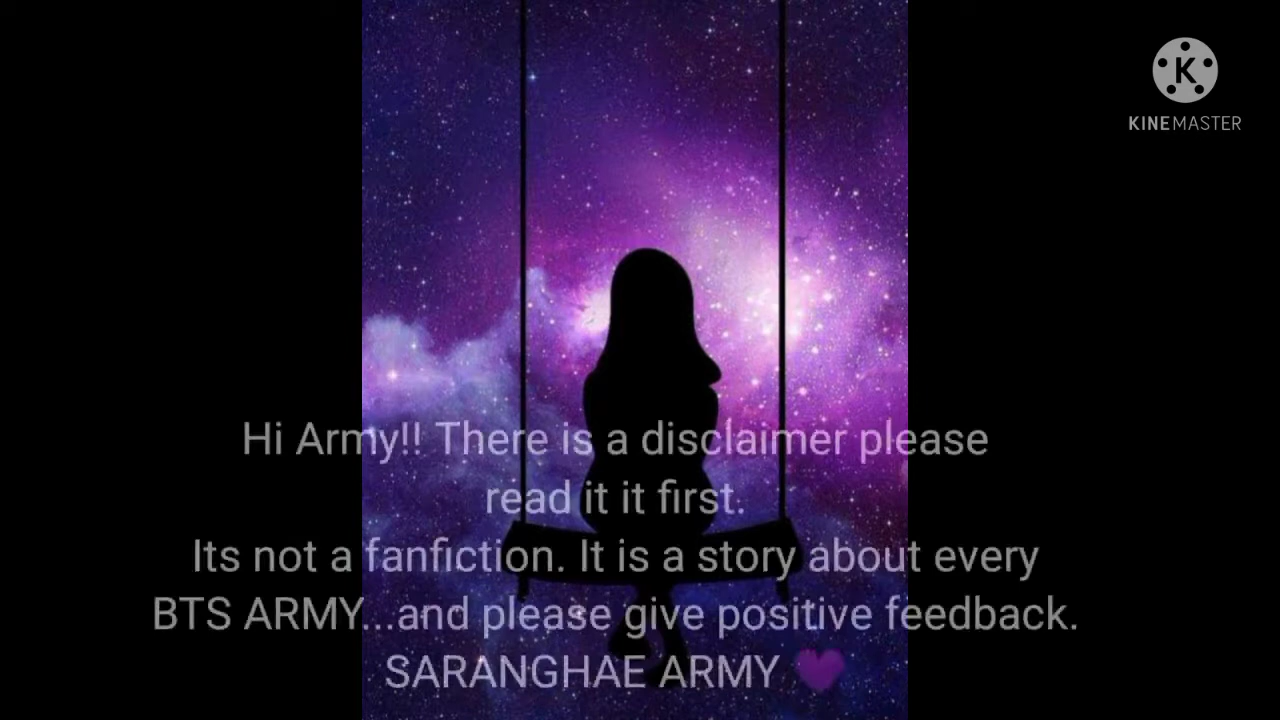 K
KINEMASTER
Hi Army!! There is a disclaimer please
read it it first.
Its not a fanfiction. It is a story about every
BTS ARMY...and please give positive feedback.
SARANGHAE ARMY 💜